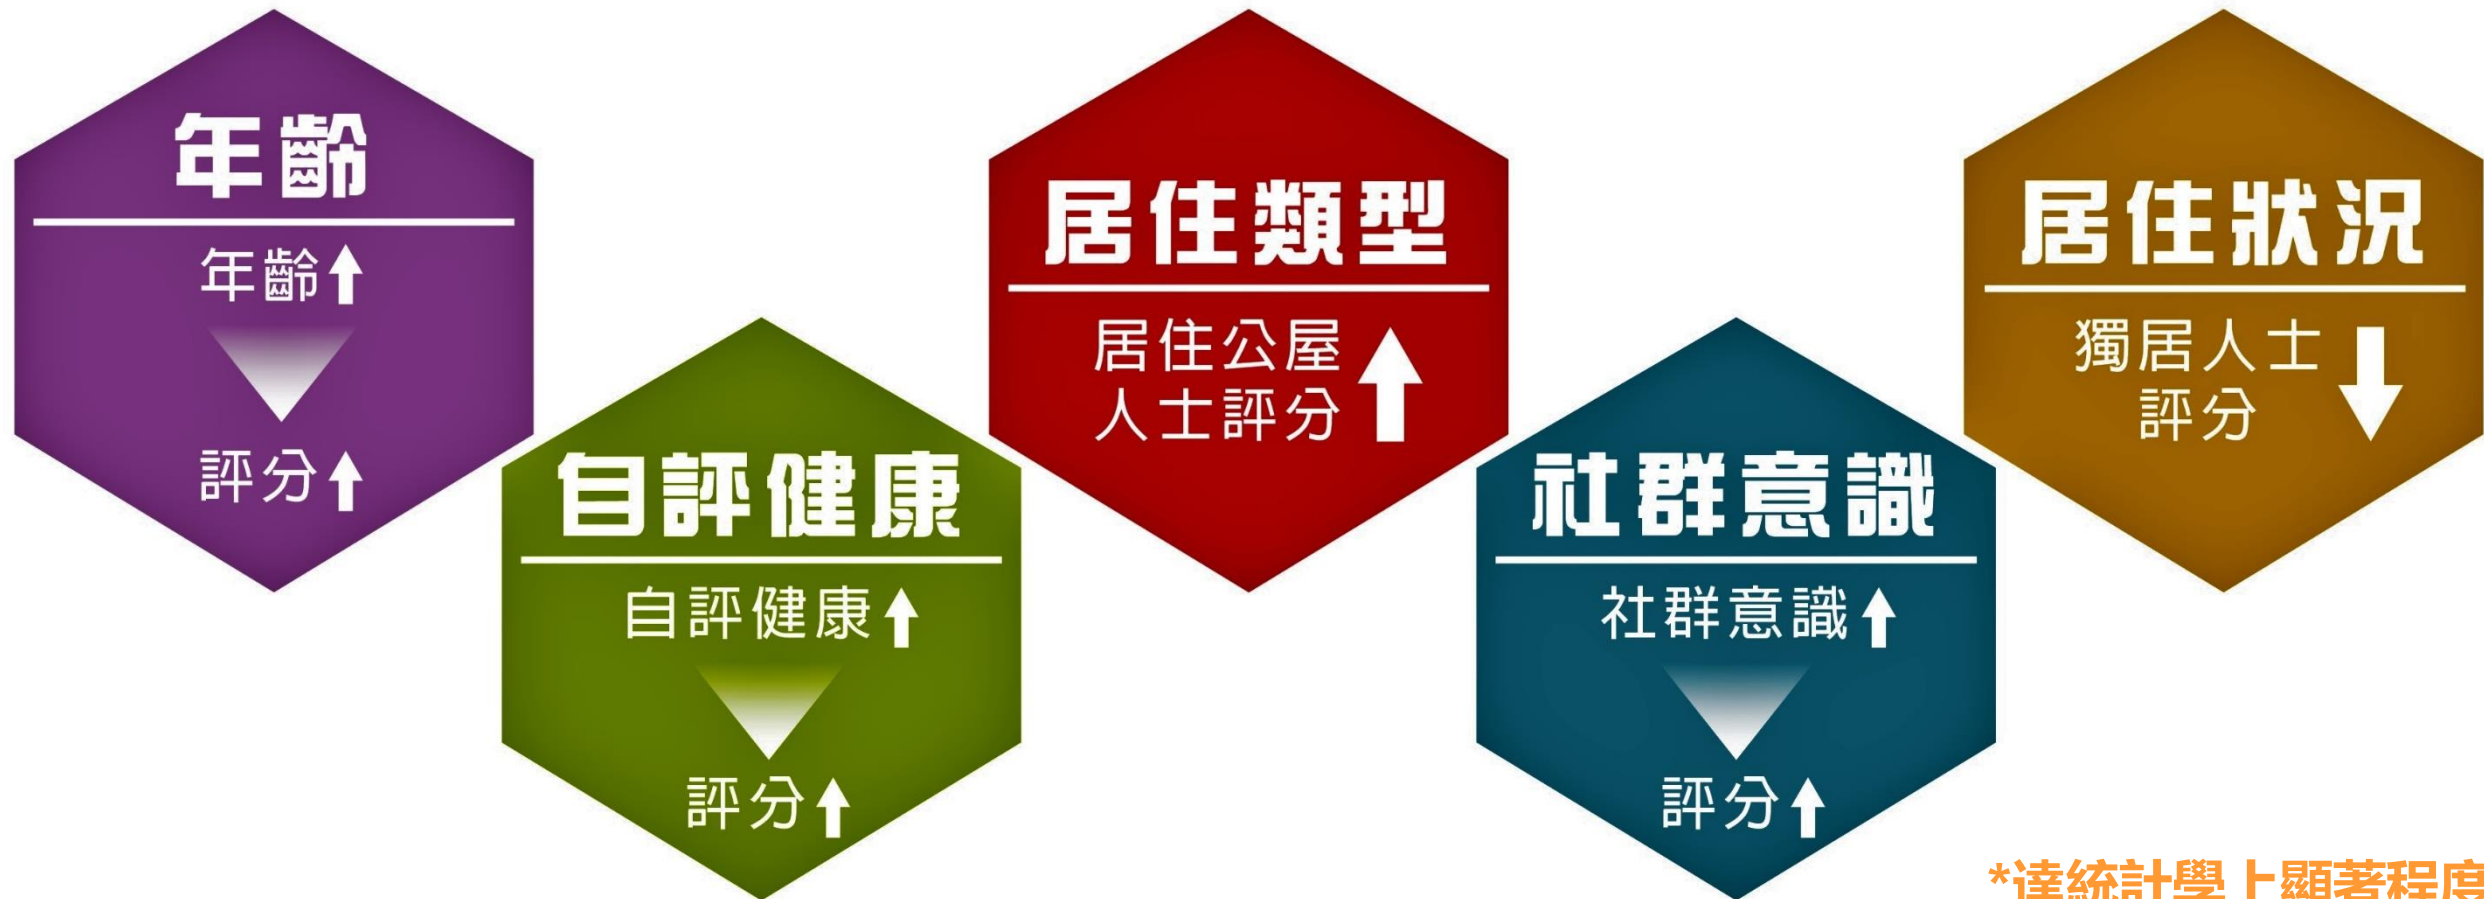 年齡
年齡↑
評分↑
自評健康
自評健康↑
評分↑
居住類型
居住公屋
人士評分↑
社群意識
社群意識↑
評分↑
居住狀況
獨居人士
評分↓
*達統計學上顯著程度